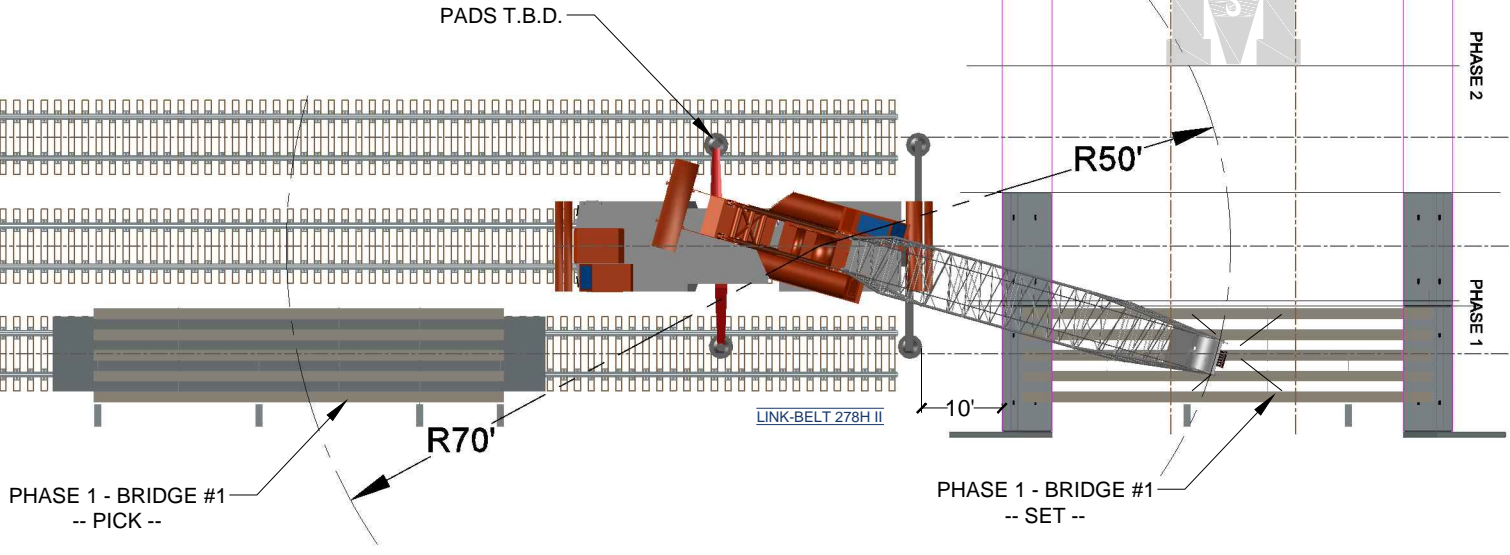 PADS T.B.D.
PHASE 2
R50'
PHASE 1
LINK-BELT 278H II
10'
R70'
PHASE 1 - BRIDGE #1
-- PICK --
PHASE 1 - BRIDGE #1
-- SET --